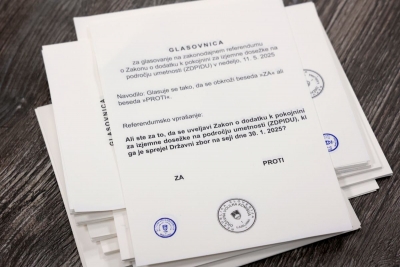 GLASOVNICA
za glasovanje na zakonodajnem referendumu
o Zakonu o dodatku k pokojnini za izjemne dosežke na
področju umetnosti (ZDPIDU) v nedeljo, 11. 5. 2025
Navodilo: Glasuje se tako, da se obkroži beseda »ZA« ali
beseda »PROTI«.
Referendumsko vprašanje:
Ali ste za to, da se uveljavi Zakon o dodatku k pokojnini
za izjemne dosežke na področju umetnosti (ZDPIDU), ki
ga je sprejel Državni zbor na seji dne 30. 1. 2025?
ZA PROTI